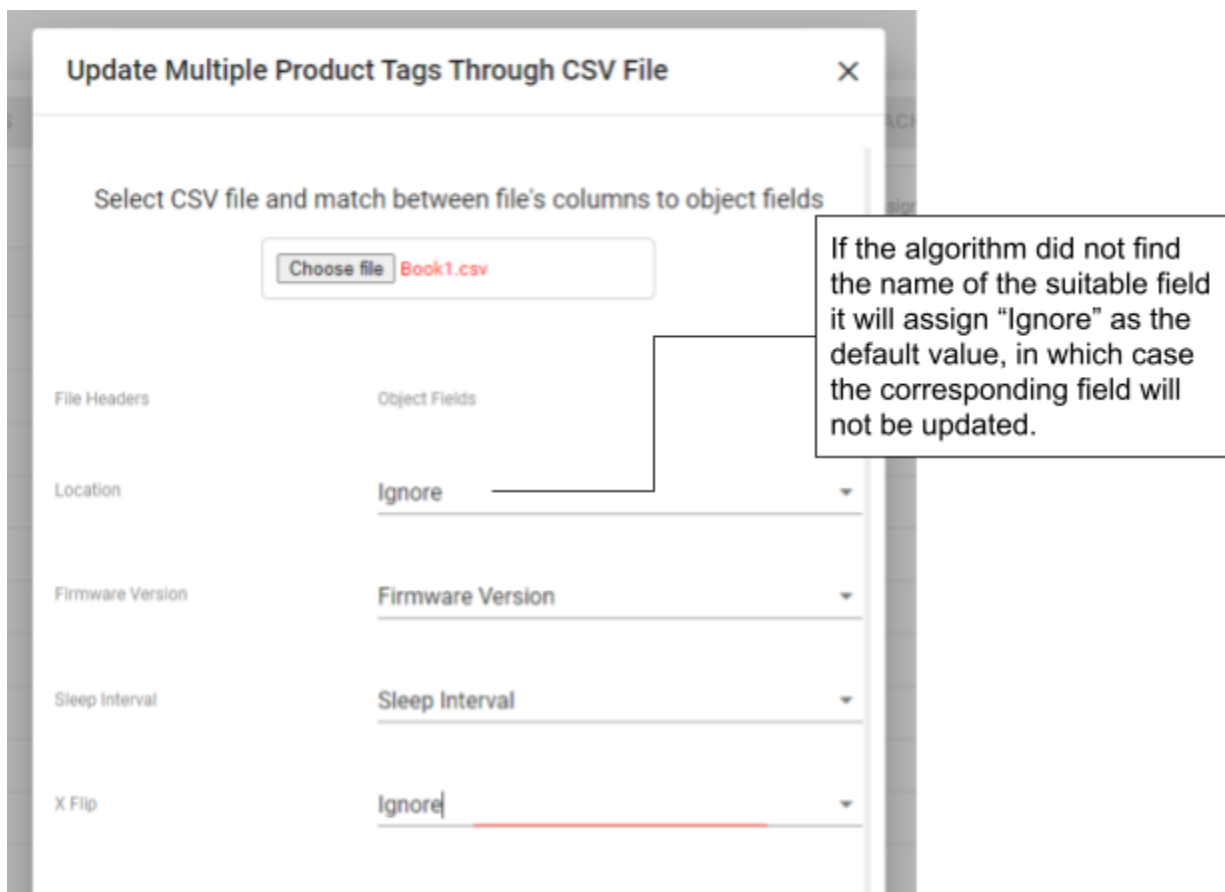 Update Multiple Product Tags Through CSV File
Select CSV file and match between file's columns to object fields
Choose file Book1.csv
If the algorithm did not find
the name of the suitable field
it will assign “Ignore” as the
default value, in which case
the corresponding field will
not be updated.
File Headers Object Fields
Location Ignore
Firmware Version Firmware Version
Sleep Interval Sleep Interval
X Flip Ignore